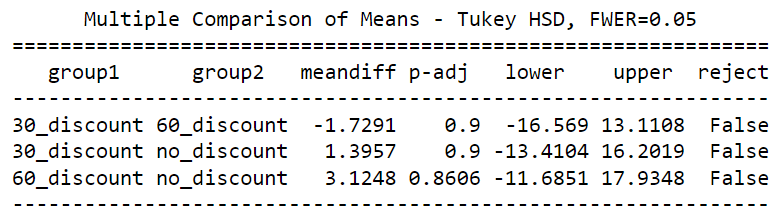 Multiple Comparison of Means - Tukey HSD, FWER=0.05
===============================================================
group1 group2 meandiff p-adj lower upper reject
---------------------------------------------------------------
30_discount 60_discount -1.7291 0.9 -16.569 13.1108 False
30_discount no_discount 1.3957 0.9 -13.4104 16.2019 False
60_discount no_discount 3.1248 0.8606 -11.6851 17.9348 False
---------------------------------------------------------------